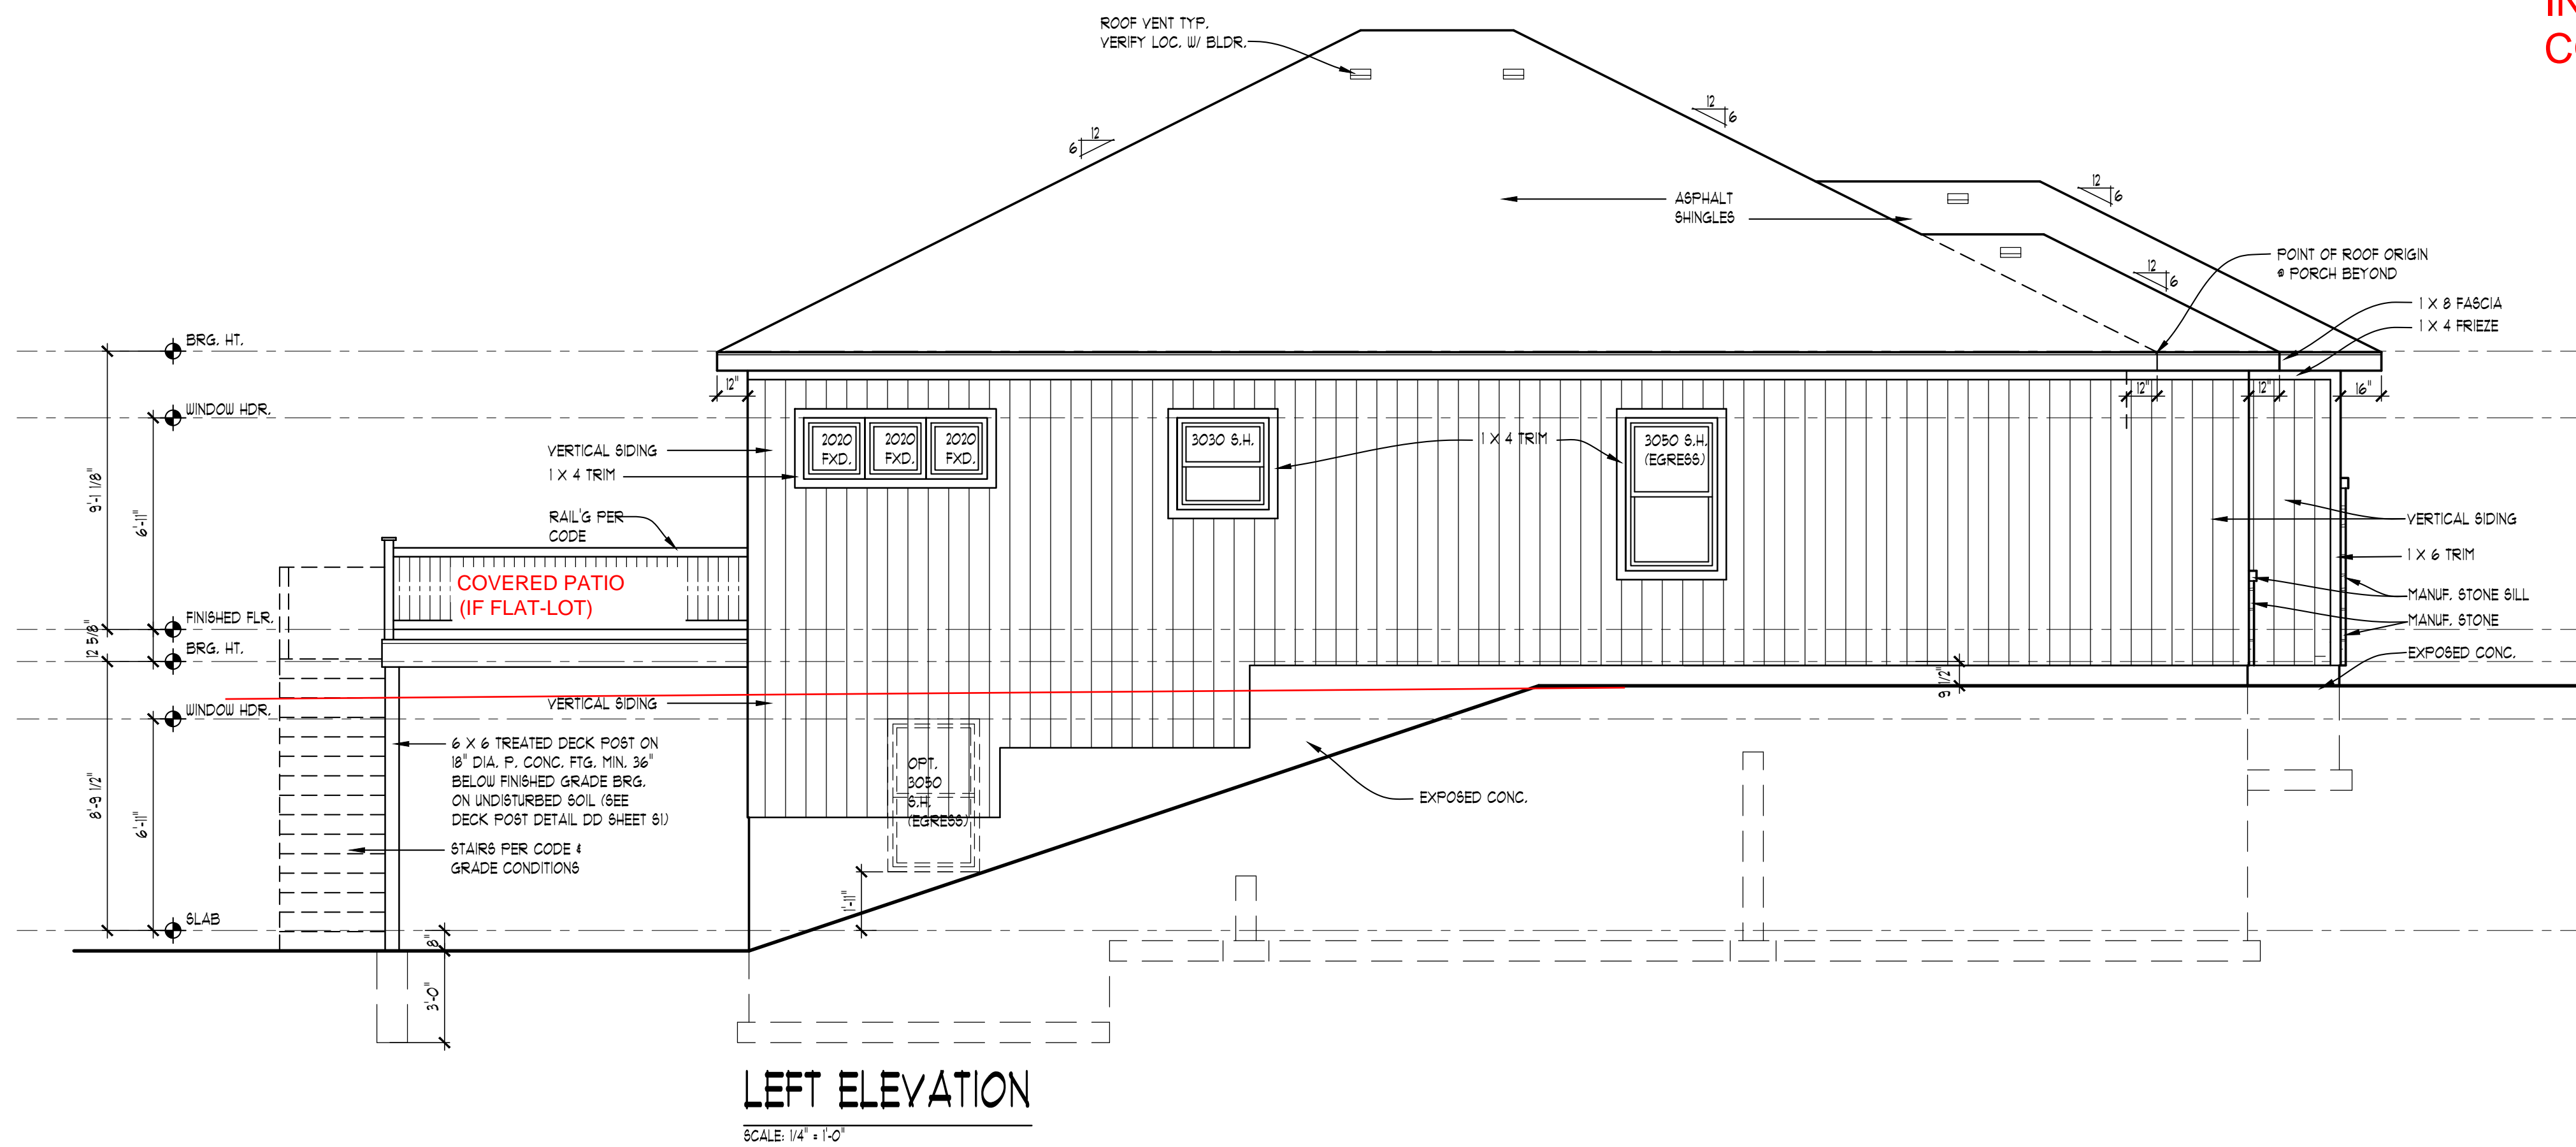 ROOF VENT TYP.
VERIFY LOC. W/ BLDR.
12
6
12
6
12
6
12
6
ASPHALT
SHINGLES
POINT OF ROOF ORIGIN
@ PORCH BEYOND
1 X 8 FASCIA
1 X 4 FRIEZE
BRG. HT.
WINDOW HDR.
FINISHED FLR.
BRG. HT.
WINDOW HDR.
SLAB
9'-1 1/8"
6'-11"
12 5/8"
8'-9 1/2"
6'-11"
12"
12"
12"
16"
VERTICAL SIDING
1 X 4 TRIM
2020
FXD.
2020
FXD.
2020
FXD.
3030 S.H.
1 X 4 TRIM
3050 S.H.
(EGRESS)
RAIL'G PER
CODE
COVERED PATIO
(IF FLAT-LOT)
VERTICAL SIDING
1 X 6 TRIM
MANUF. STONE SILL
MANUF. STONE
EXPOSED CONC.
9 1/2"
VERTICAL SIDING
6 X 6 TREATED DECK POST ON
18" DIA. P. CONC. FTG. MIN. 36"
BELOW FINISHED GRADE BRG.
ON UNDISTURBED SOIL (SEE
DECK POST DETAIL DD SHEET S1)
STAIRS PER CODE &
GRADE CONDITIONS
OPT.
3050
S.H.
(EGRESS)
EXPOSED CONC.
1'-11"
8"
3'-0"
LEFT ELEVATION
SCALE: 1/4" = 1'-0"